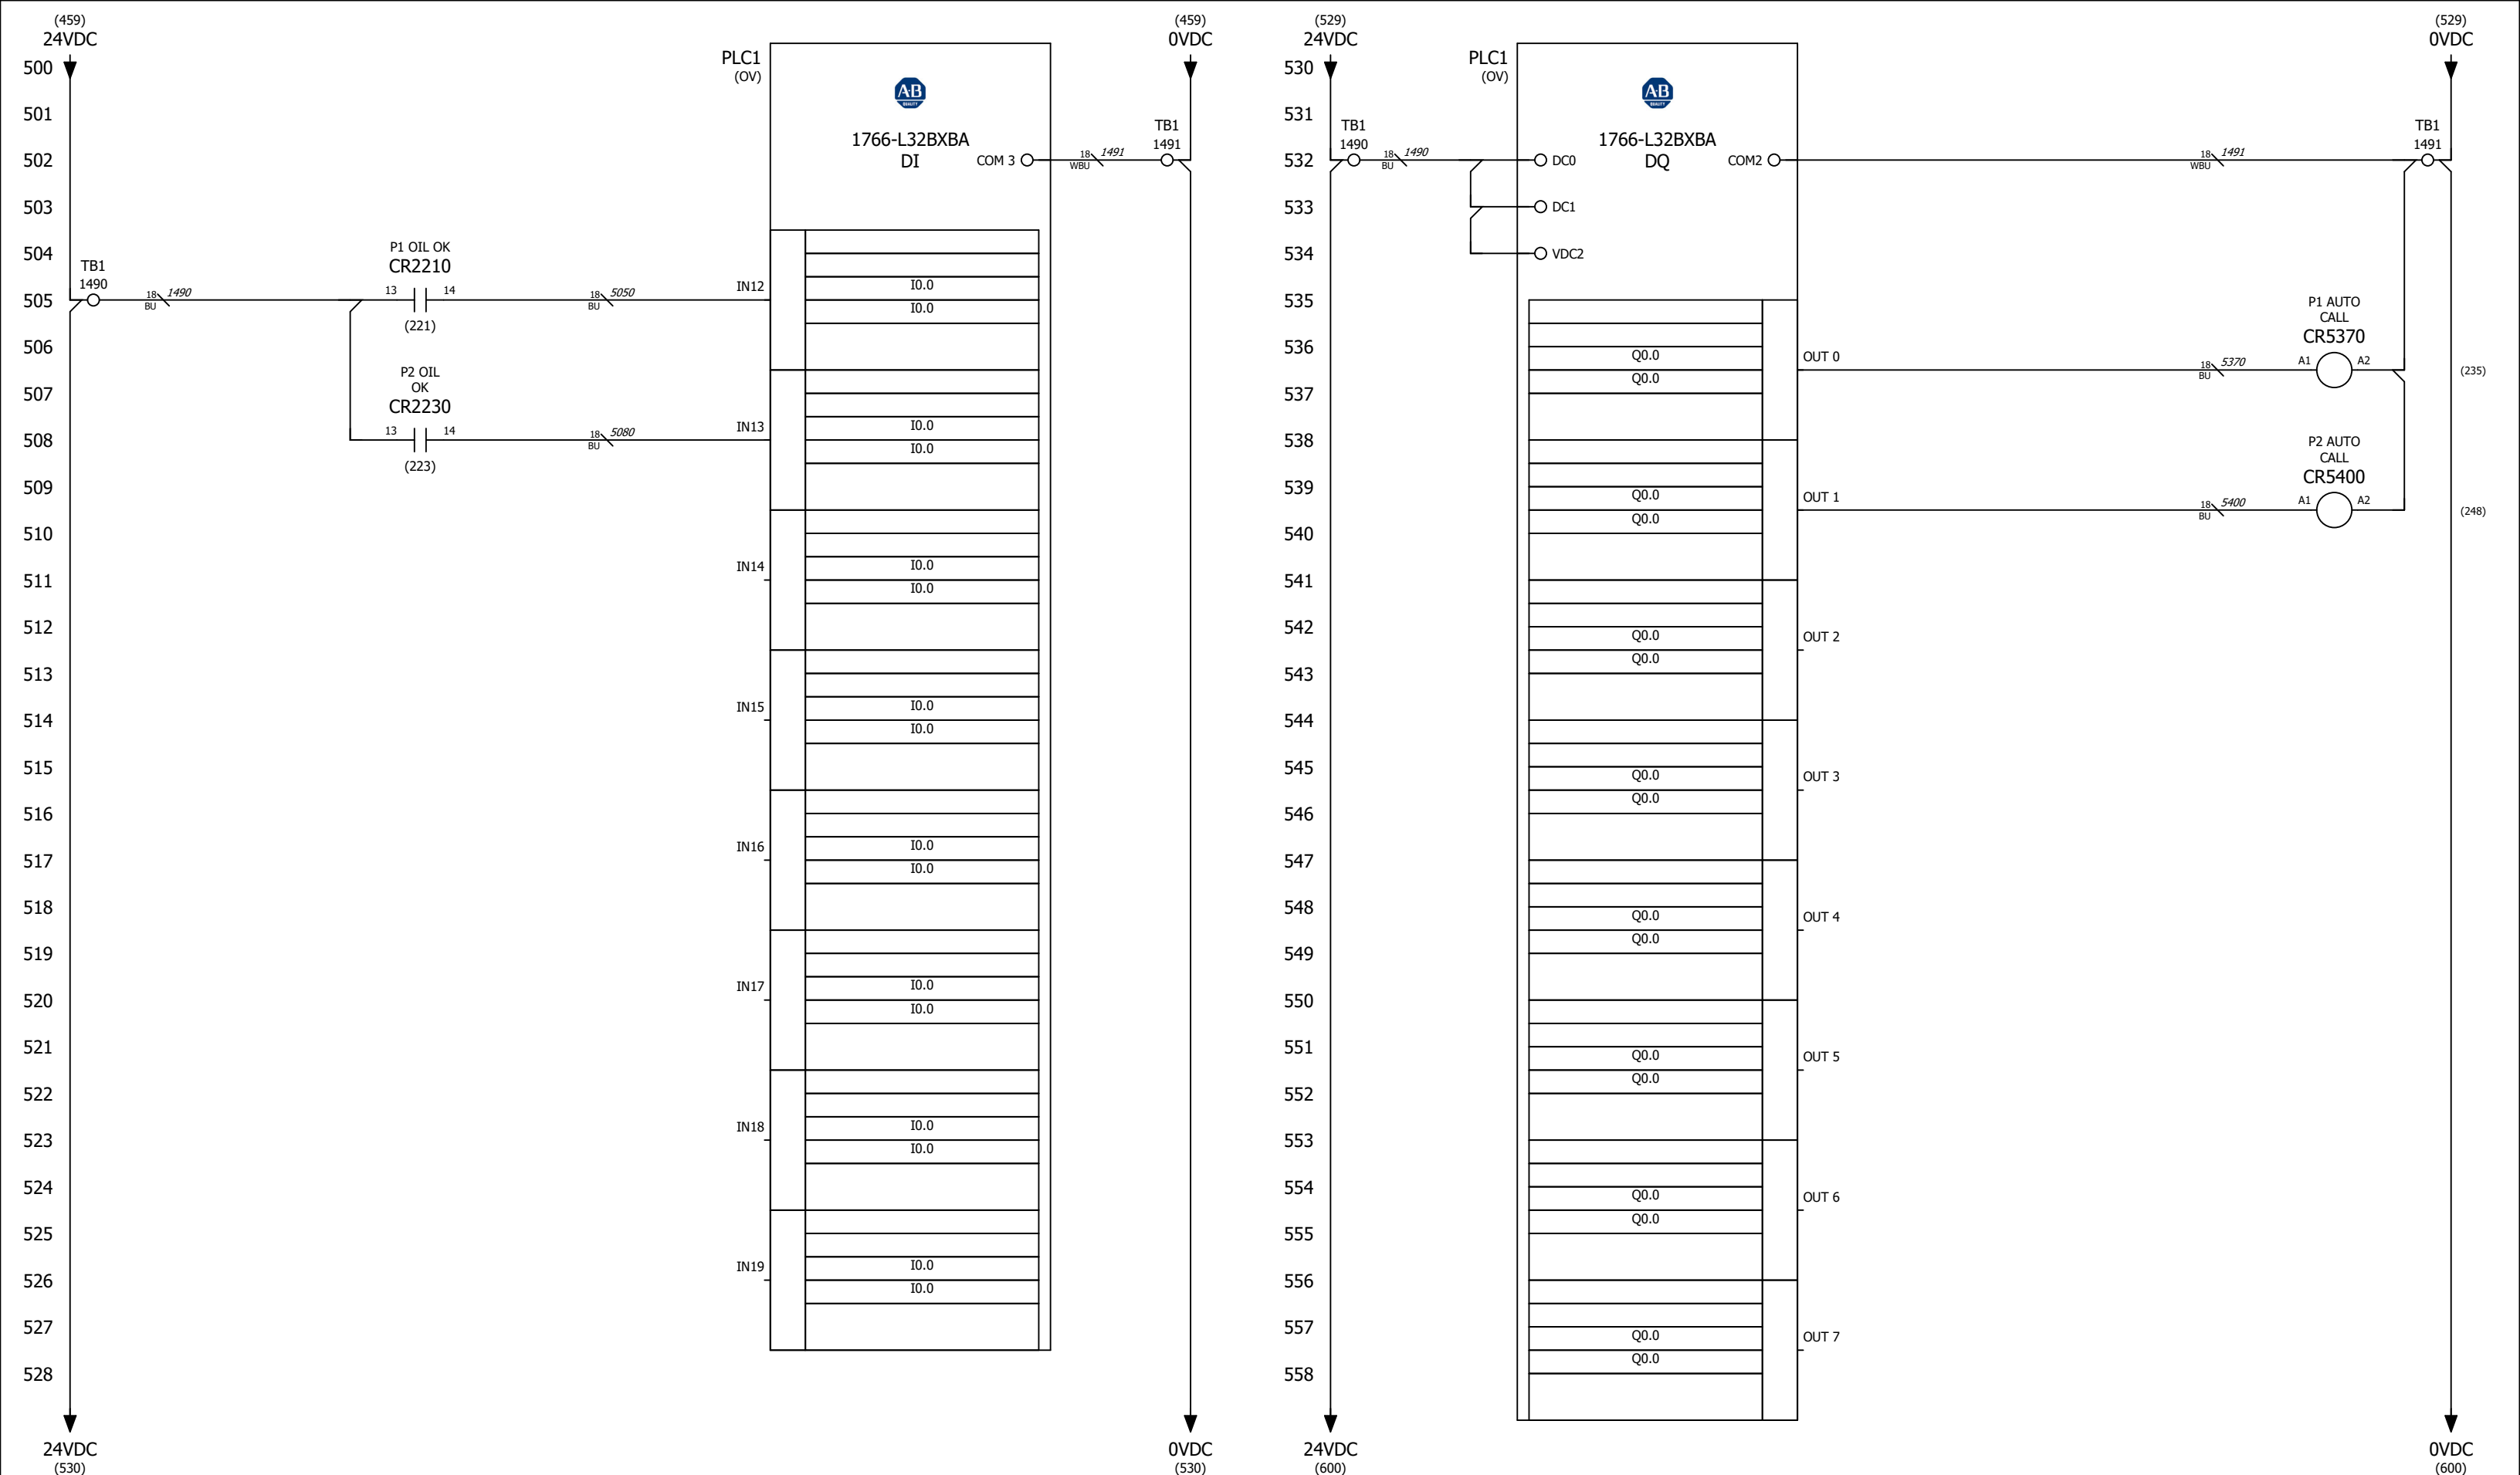 (459)
24VDC
(459)
0VDC
(529)
24VDC
(529)
0VDC
500
501
502
503
504
505
506
507
508
509
510
511
512
513
514
515
516
517
518
519
520
521
522
523
524
525
526
527
528
TB1
1490
18
BU
1490
P1 OIL OK
CR2210
13
14
(221)
18
BU
5050
P2 OIL
OK
CR2230
13
14
(223)
18
BU
5080
PLC1
(OV)
A·B
QUALITY
1766-L32BXBA
DI
COM 3
18
WBU
1491
TB1
1491
IN12
I0.0
I0.0
IN13
I0.0
I0.0
IN14
I0.0
I0.0
IN15
I0.0
I0.0
IN16
I0.0
I0.0
IN17
I0.0
I0.0
IN18
I0.0
I0.0
IN19
I0.0
I0.0
24VDC
(530)
0VDC
(530)
530
531
532
533
534
535
536
537
538
539
540
541
542
543
544
545
546
547
548
549
550
551
552
553
554
555
556
557
558
TB1
1490
18
BU
1490
PLC1
(OV)
A·B
QUALITY
1766-L32BXBA
DQ
DC0
DC1
VDC2
COM2
18
WBU
1491
TB1
1491
Q0.0
Q0.0
OUT 0
18
BU
5370
P1 AUTO
CALL
CR5370
A1
A2
(235)
Q0.0
Q0.0
OUT 1
18
BU
5400
P2 AUTO
CALL
CR5400
A1
A2
(248)
Q0.0
Q0.0
OUT 2
Q0.0
Q0.0
OUT 3
Q0.0
Q0.0
OUT 4
Q0.0
Q0.0
OUT 5
Q0.0
Q0.0
OUT 6
Q0.0
Q0.0
OUT 7
24VDC
(600)
0VDC
(600)